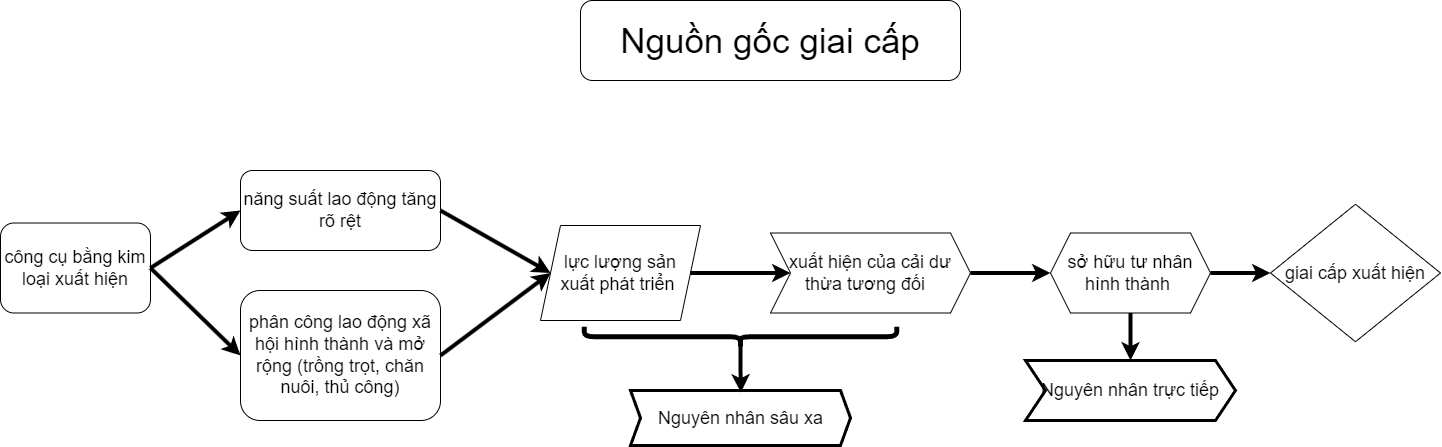 Nguồn gốc giai cấp
công cụ bằng kim
loại xuất hiện
năng suất lao động tăng
rõ rệt
phân công lao động xã
hội hình thành và mở
rộng (trồng trọt, chăn
nuôi, thủ công)
lực lượng sản
xuất phát triển
xuất hiện của cải dư
thừa tương đối
sở hữu tư nhân
hình thành
giai cấp xuất hiện
Nguyên nhân sâu xa
Nguyên nhân trực tiếp